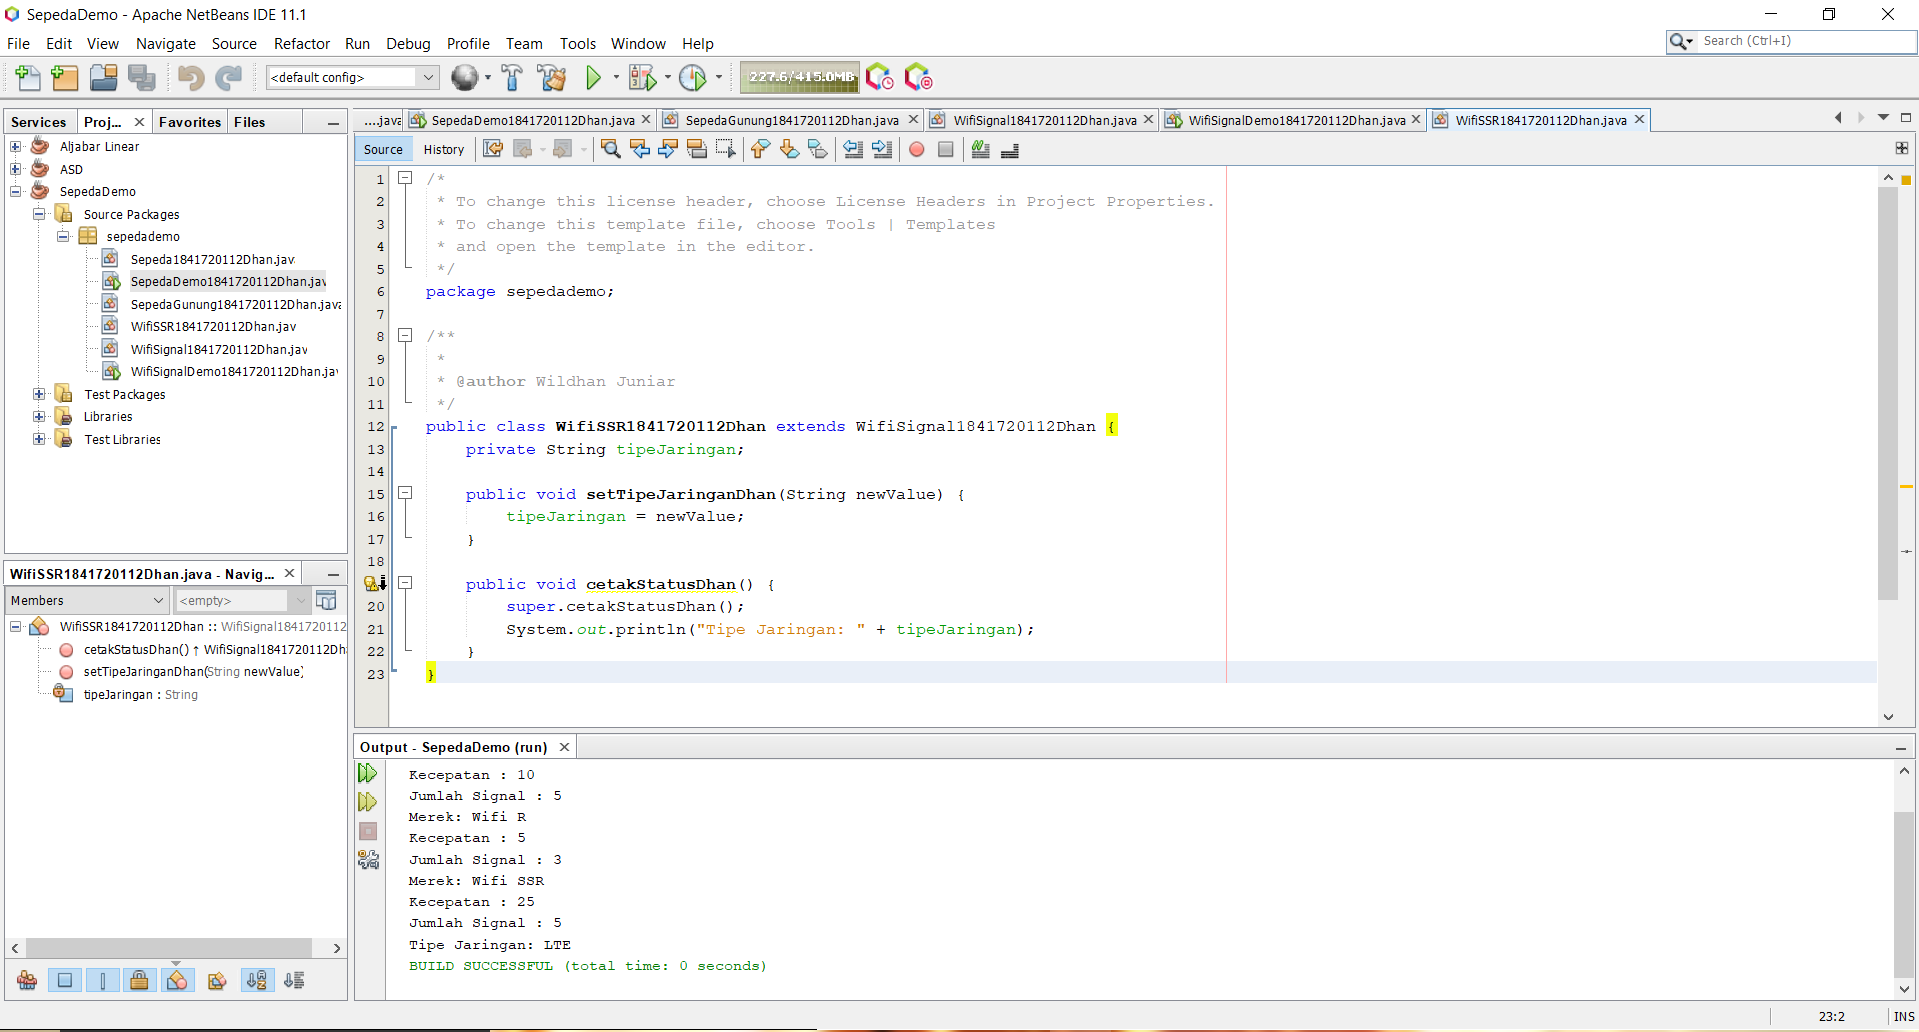 SepedaDemo - Apache NetBeans IDE 11.1
File Edit View Navigate Source Refactor Run Debug Profile Team Tools Window Help
Search (Ctrl+I)
<default config>
227.6/415.0MB
Services Proj... Favorites Files
Aljabar Linear
ASD
SepedaDemo
Source Packages
sepedademo
Sepeda1841720112Dhan.jav
SepedaDemo1841720112Dhan.jav
SepedaGunung1841720112Dhan.java
WifiSSR1841720112Dhan.jav
WifiSignal1841720112Dhan.jav
WifiSignalDemo1841720112Dhan.jav
Test Packages
Libraries
Test Libraries
WifiSSR1841720112Dhan.java - Navig...
Members <empty>
WifiSSR1841720112Dhan :: WifiSignal184172011
cetakStatusDhan() ↑ WifiSignal1841720112Dh
setTipeJaringanDhan(String newValue)
tipeJaringan : String
....java SepedaDemo1841720112Dhan.java SepedaGunung1841720112Dhan.java WifiSignal1841720112Dhan.java WifiSignalDemo1841720112Dhan.java WifiSSR1841720112Dhan.java
Source History
1 /*
2 * To change this license header, choose License Headers in Project Properties.
3 * To change this template file, choose Tools | Templates
4 * and open the template in the editor.
5 */
6 package sepedademo;
7
8 /**
9 *
10 * @author Wildhan Juniar
11 */
12 public class WifiSSR1841720112Dhan extends WifiSignal1841720112Dhan {
13 private String tipeJaringan;
14
15 public void setTipeJaringanDhan(String newValue) {
16 tipeJaringan = newValue;
17 }
18
public void cetakStatusDhan() {
20 super.cetakStatusDhan();
21 System.out.println("Tipe Jaringan: " + tipeJaringan);
22 }
23 }
Output - SepedaDemo (run)
Kecepatan : 10
Jumlah Signal : 5
Merek: Wifi R
Kecepatan : 5
Jumlah Signal : 3
Merek: Wifi SSR
Kecepatan : 25
Jumlah Signal : 5
Tipe Jaringan: LTE
BUILD SUCCESSFUL (total time: 0 seconds)
23:2 INS